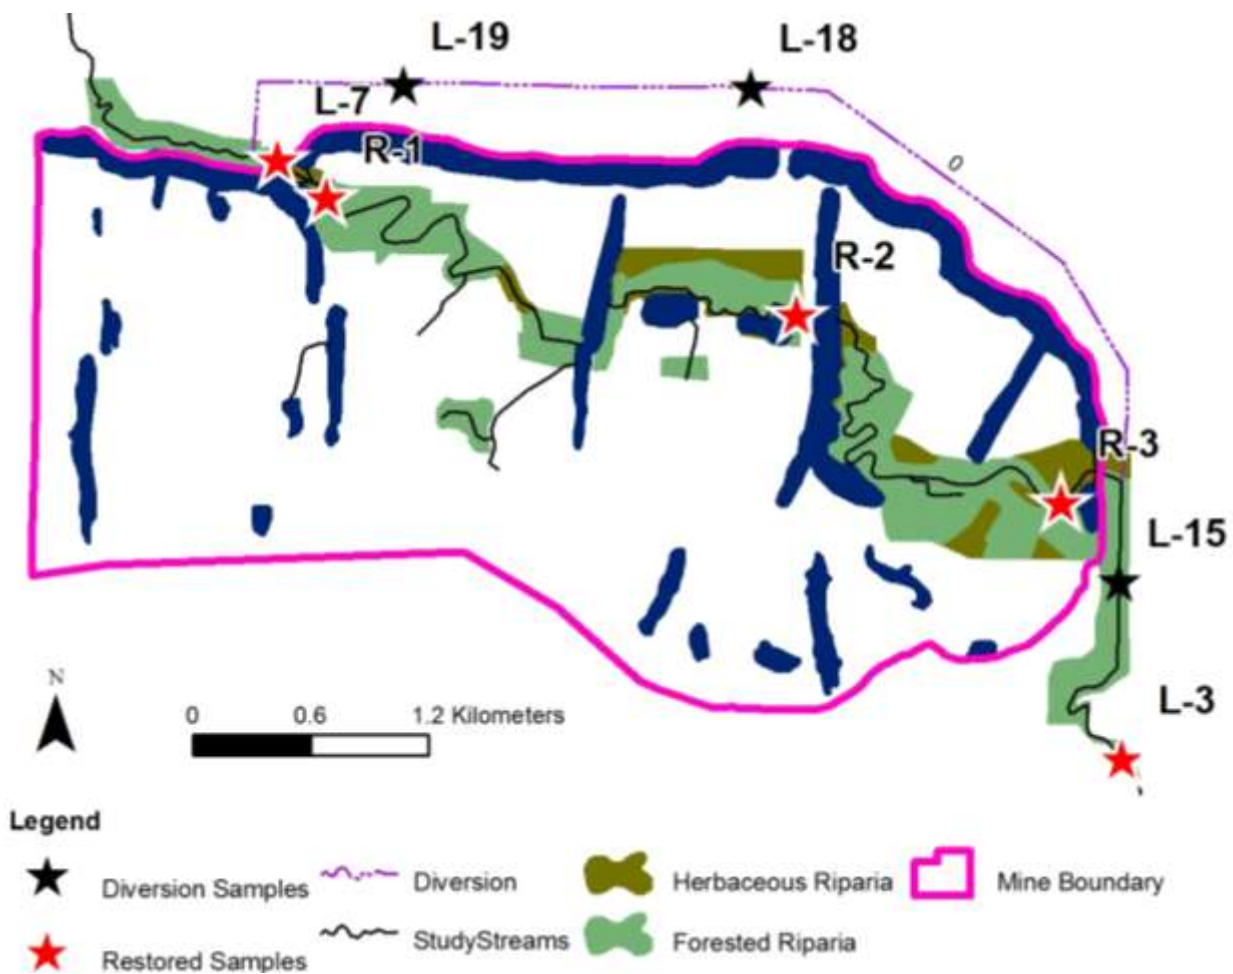 L-19
L-18
L-7
R-1
0
R-2
R-3
L-15
L-3
N
0 0.6 1.2 Kilometers
Legend
Diversion Samples
Diversion
Herbaceous Riparia
Mine Boundary
Restored Samples
StudyStreams
Forested Riparia